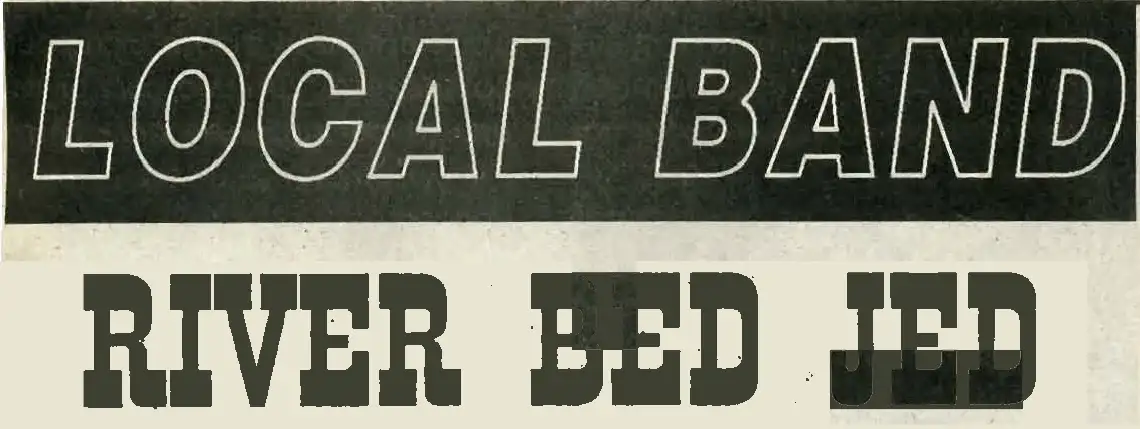 LOCAL BAND
RIVER BED JED